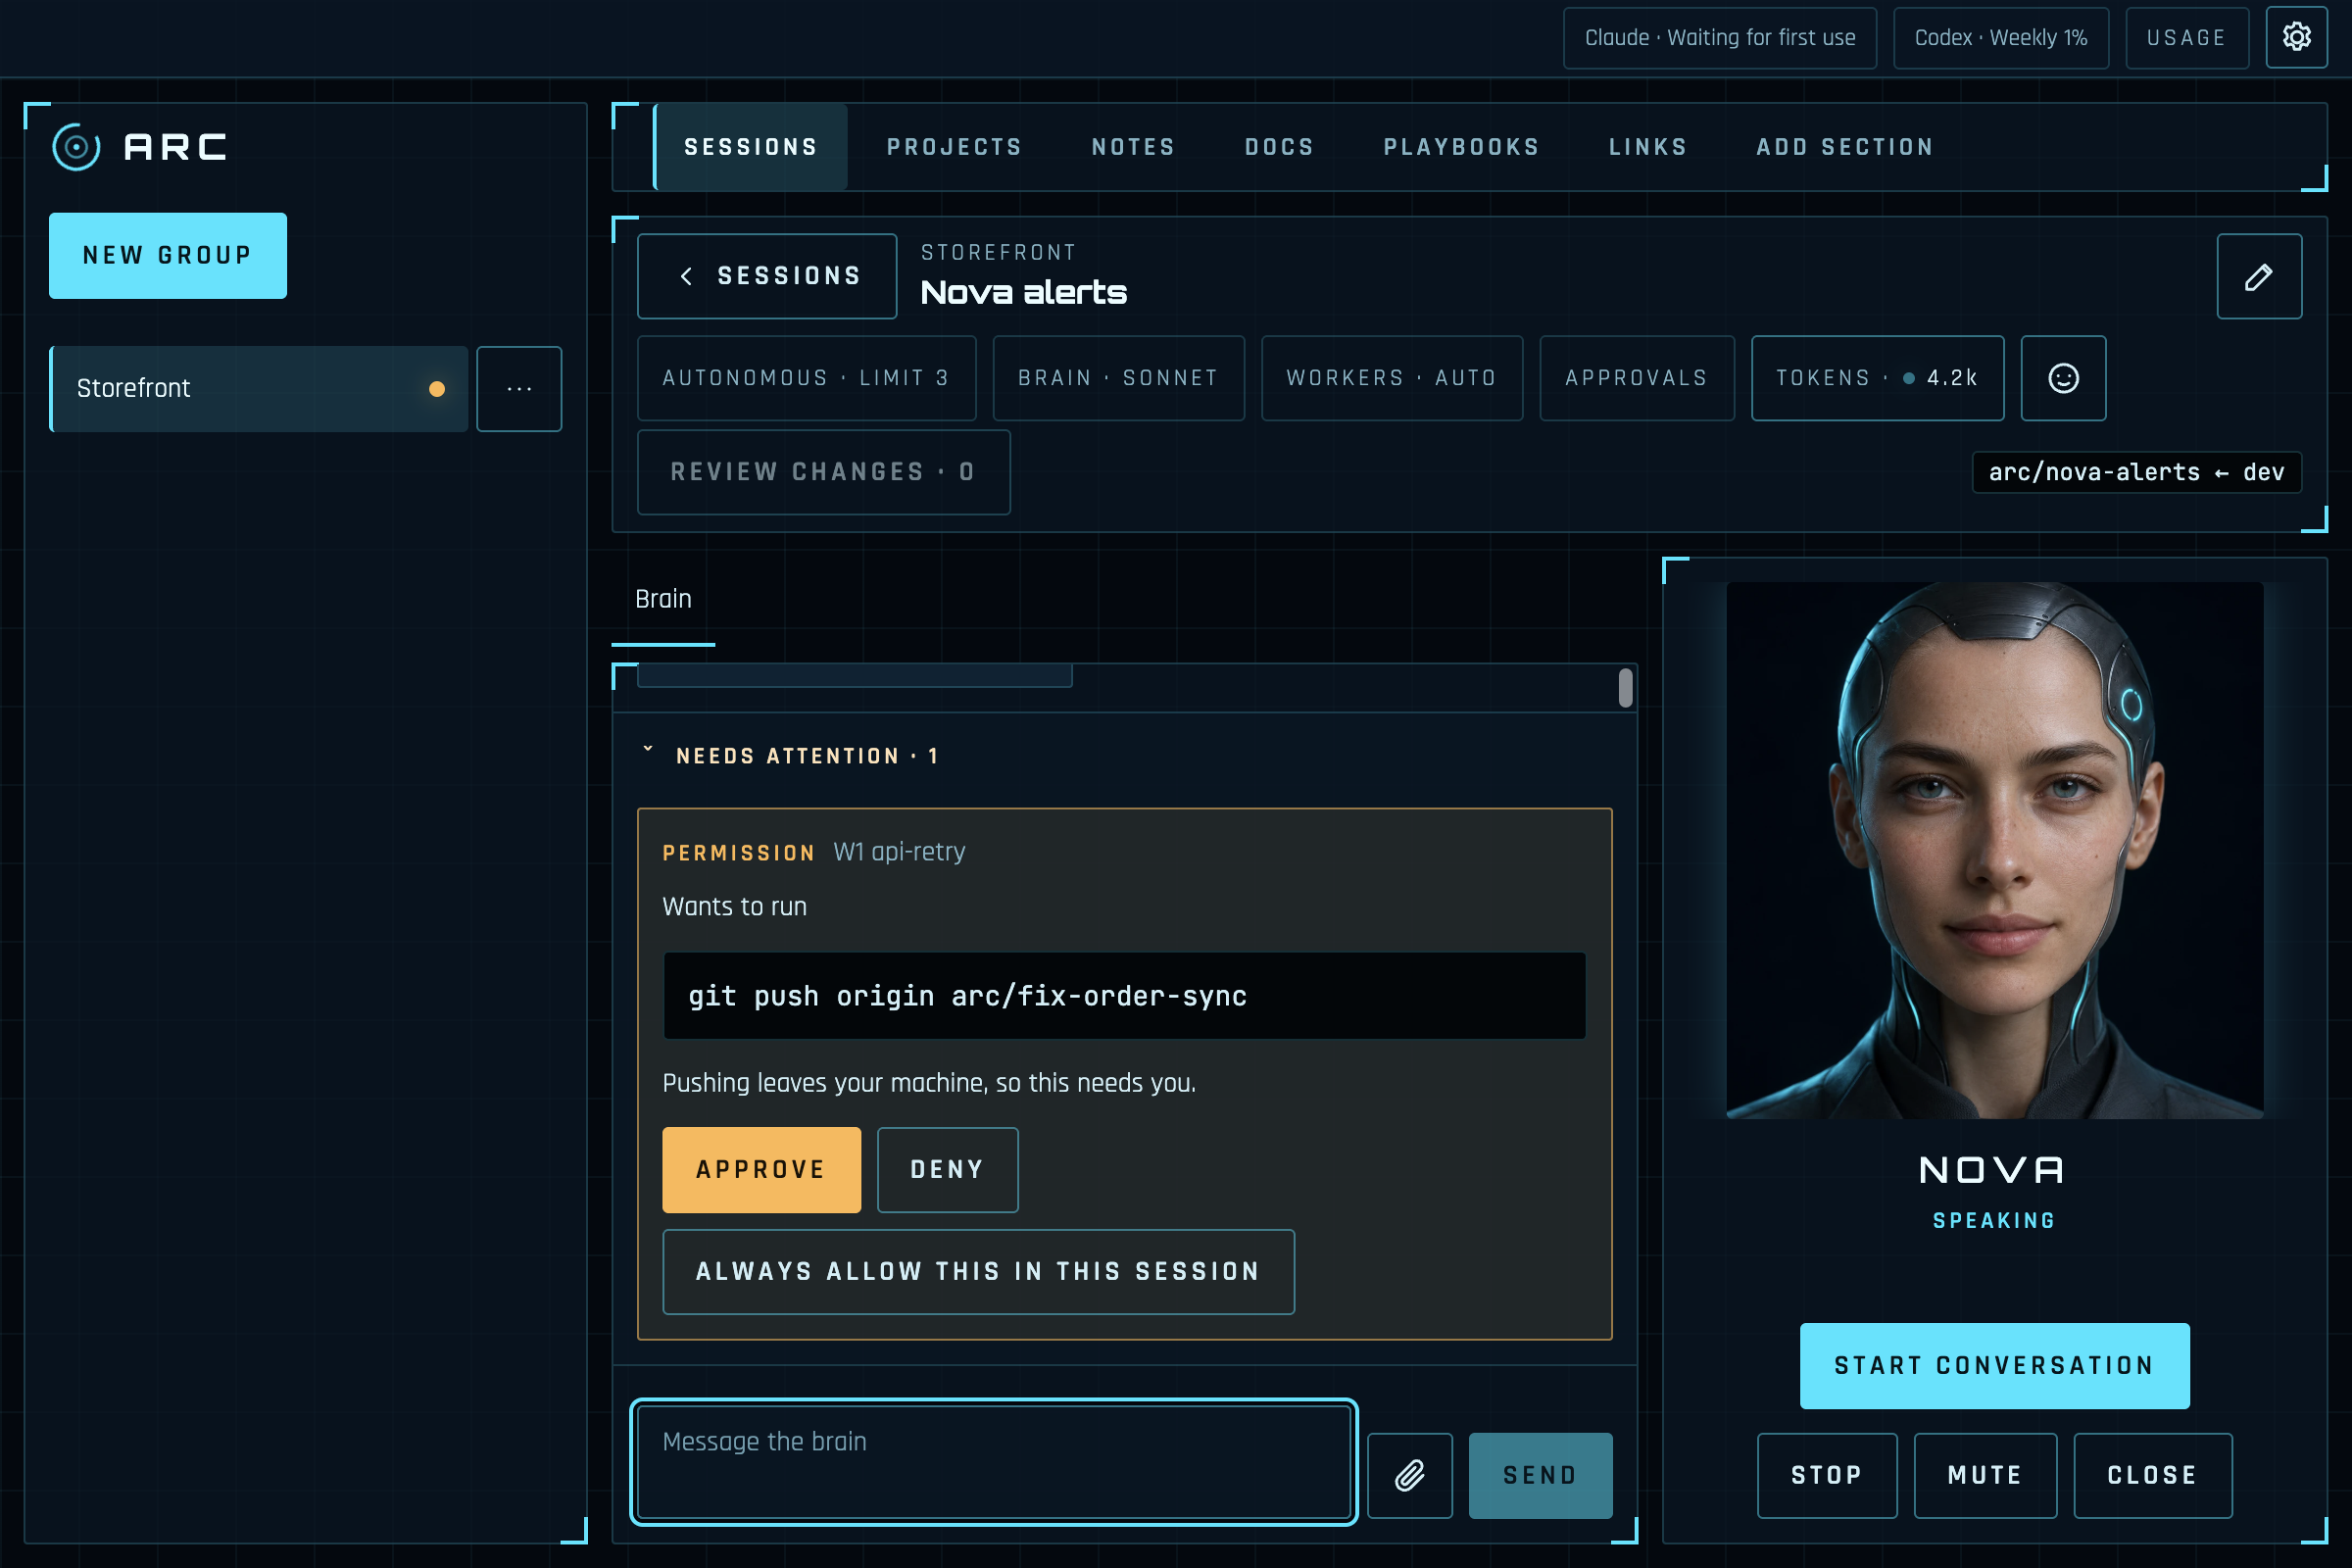 Claude · Waiting for first use
Codex · Weekly 1%
USAGE
ARC
NEW GROUP
Storefront
...
SESSIONS
PROJECTS
NOTES
DOCS
PLAYBOOKS
LINKS
ADD SECTION
SESSIONS
STOREFRONT
Nova alerts
AUTONOMOUS · LIMIT 3
BRAIN · SONNET
WORKERS · AUTO
APPROVALS
TOKENS · 4.2k
REVIEW CHANGES · 0
arc/nova-alerts ← dev
Brain
NEEDS ATTENTION · 1
PERMISSION W1 api-retry
Wants to run
git push origin arc/fix-order-sync
Pushing leaves your machine, so this needs you.
APPROVE
DENY
ALWAYS ALLOW THIS IN THIS SESSION
Message the brain
SEND
NOVA
SPEAKING
START CONVERSATION
STOP
MUTE
CLOSE